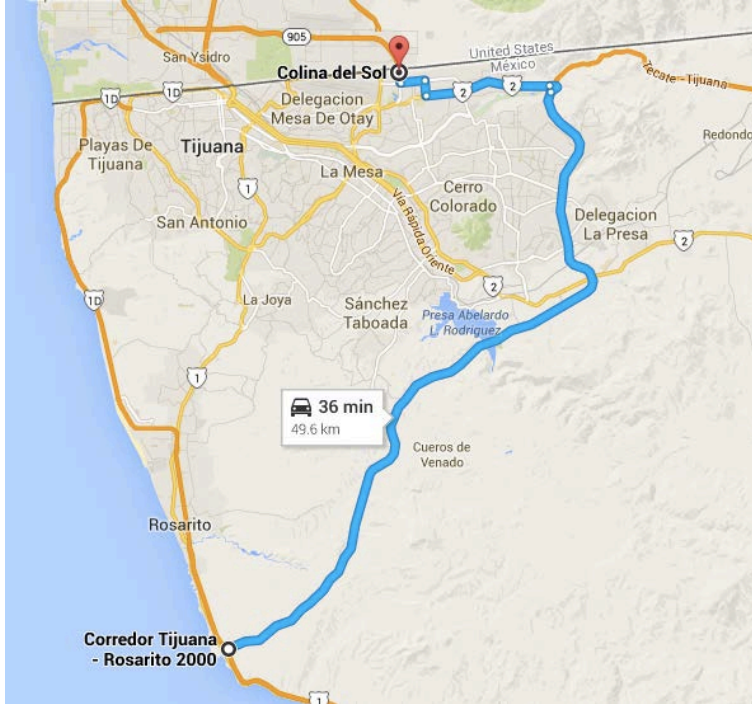 905
San Ysidro
United States
México
Colina del Sol
Tecate -Tijuana
1D
1D
Delegacion
Mesa De Otay
2
2
Playas De
Tijuana
Tijuana
Redondo
La Mesa
1
Cerro
Colorado
San Antonio
Vía Rápida Oriente
Delegacion
La Presa
2
2
1D
La Joya
Sánchez
Taboada
Presa Abelardo
L. Rodríguez
1
36 min
49.6 km
Cueros de
Venado
Rosarito
Corredor Tijuana
- Rosarito 2000
1